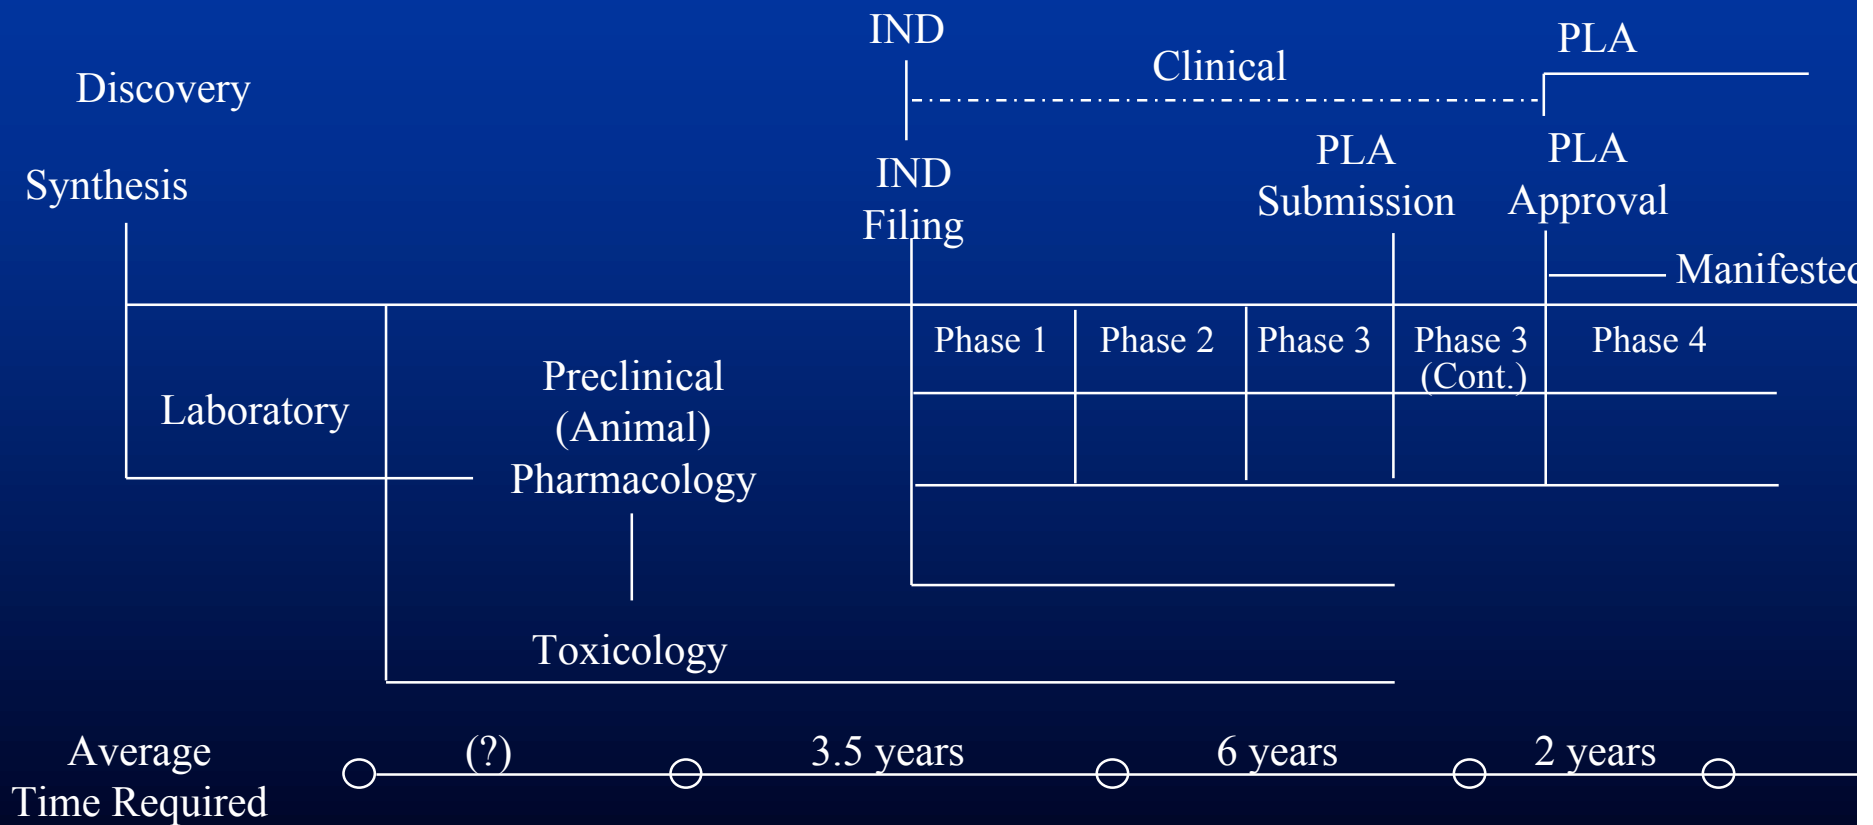 IND
PLA
Clinical
Discovery
PLA
Submission
PLA
Approval
IND
Filing
Synthesis
Manifested
Phase 1
Phase 2
Phase 3
Phase 3
(Cont.)
Phase 4
Laboratory
Preclinical
(Animal)
Pharmacology
Toxicology
Average
Time Required
(?)
3.5 years
6 years
2 years